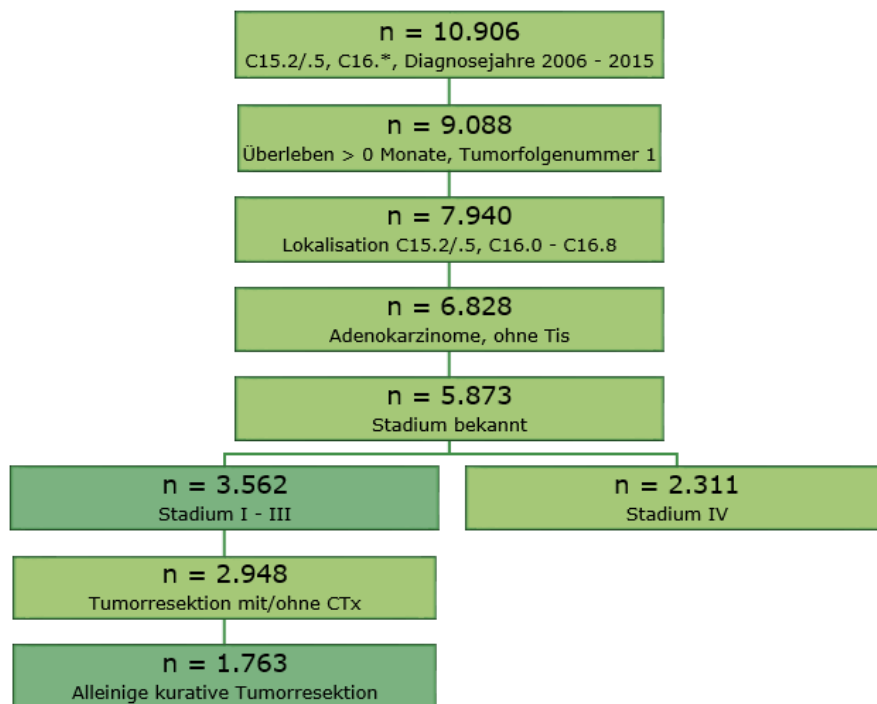 n = 10.906
C15.2/.5, C16.*, Diagnosejahre 2006 - 2015
n = 9.088
Überleben > 0 Monate, Tumorfolgenummer 1
n = 7.940
Lokalisation C15.2/.5, C16.0 - C16.8
n = 6.828
Adenokarzinome, ohne Tis
n = 5.873
Stadium bekannt
n = 3.562
Stadium I - III
n = 2.311
Stadium IV
n = 2.948
Tumorresektion mit/ohne CTx
n = 1.763
Alleinige kurative Tumorresektion